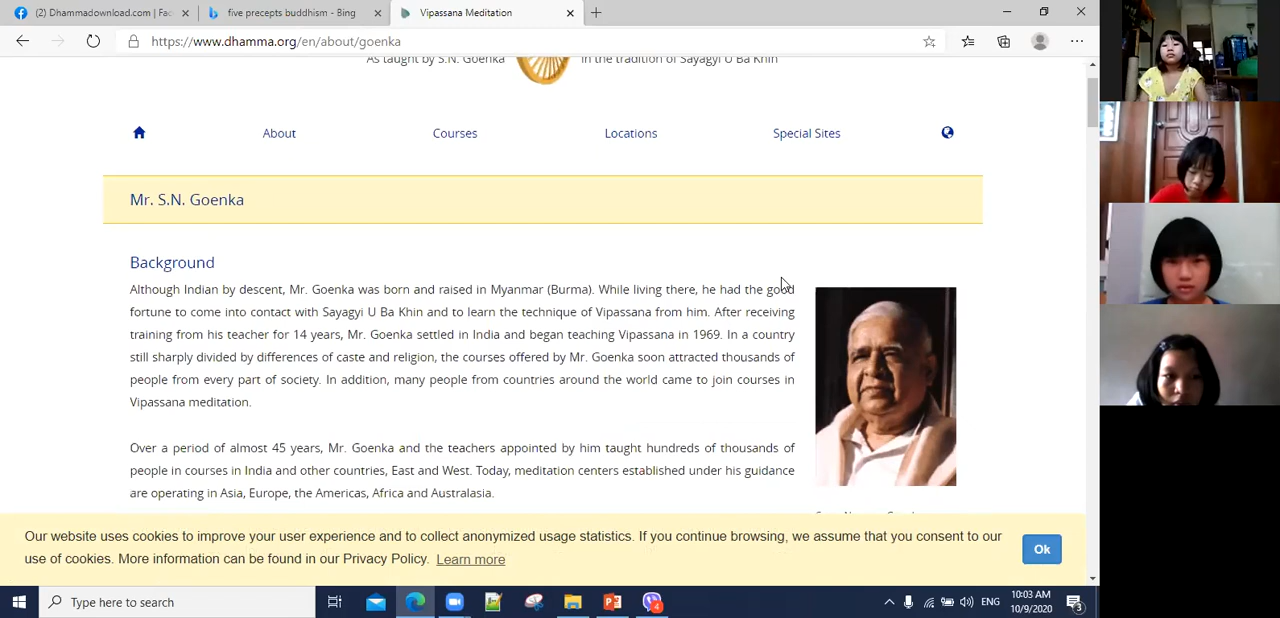 (2) Dhammadownload.com | Fac
five precepts buddhism - Bing
Vipassana Meditation
https://www.dhamma.org/en/about/goenka
As taught by S.N. Goenka
in the tradition of Sayagyi U Ba Khin
About
Courses
Locations
Special Sites
Mr. S.N. Goenka
Background
Although Indian by descent, Mr. Goenka was born and raised in Myanmar (Burma). While living there, he had the good
fortune to come into contact with Sayagyi U Ba Khin and to learn the technique of Vipassana from him. After receiving
training from his teacher for 14 years, Mr. Goenka settled in India and began teaching Vipassana in 1969. In a country
still sharply divided by differences of caste and religion, the courses offered by Mr. Goenka soon attracted thousands of
people from every part of society. In addition, many people from countries around the world came to join courses in
Vipassana meditation.
Over a period of almost 45 years, Mr. Goenka and the teachers appointed by him taught hundreds of thousands of
people in courses in India and other countries, East and West. Today, meditation centers established under his guidance
are operating in Asia, Europe, the Americas, Africa and Australasia.
Our website uses cookies to improve your user experience and to collect anonymized usage statistics. If you continue browsing, we assume that you consent to our
use of cookies. More information can be found in our Privacy Policy. Learn more
Ok
Type here to search
4
ENG
10:03 AM
10/9/2020
3